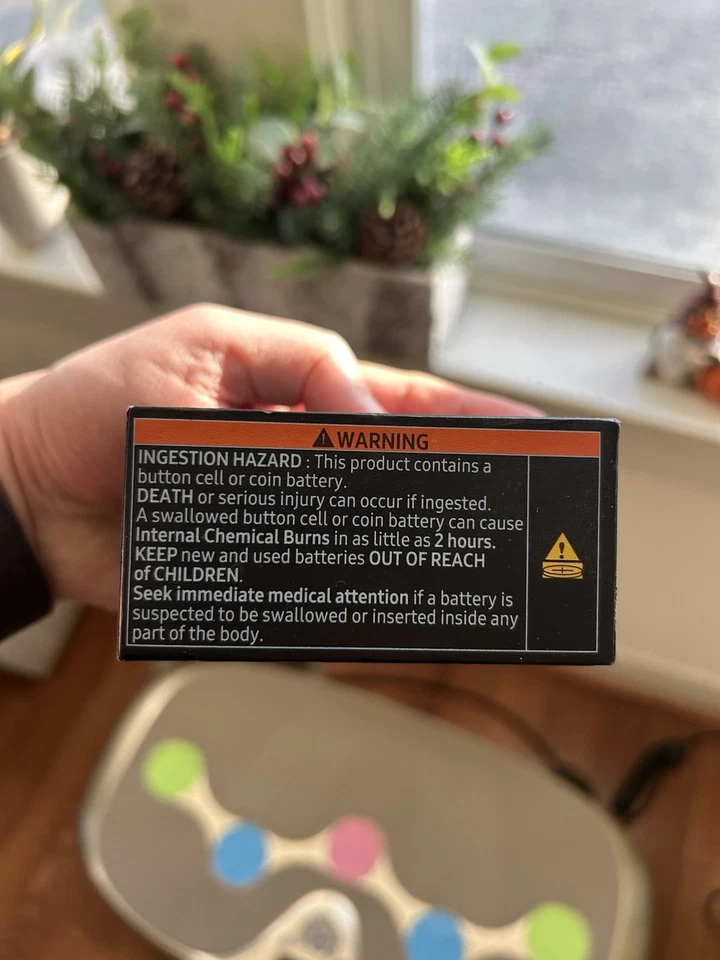 WARNING
INGESTION HAZARD : This product contains a
button cell or coin battery.
DEATH or serious injury can occur if ingested.
A swallowed button cell or coin battery can cause
Internal Chemical Burns in as little as 2 hours.
KEEP new and used batteries OUT OF REACH
of CHILDREN.
Seek immediate medical attention if a battery is
suspected to be swallowed or inserted inside any
part of the body.